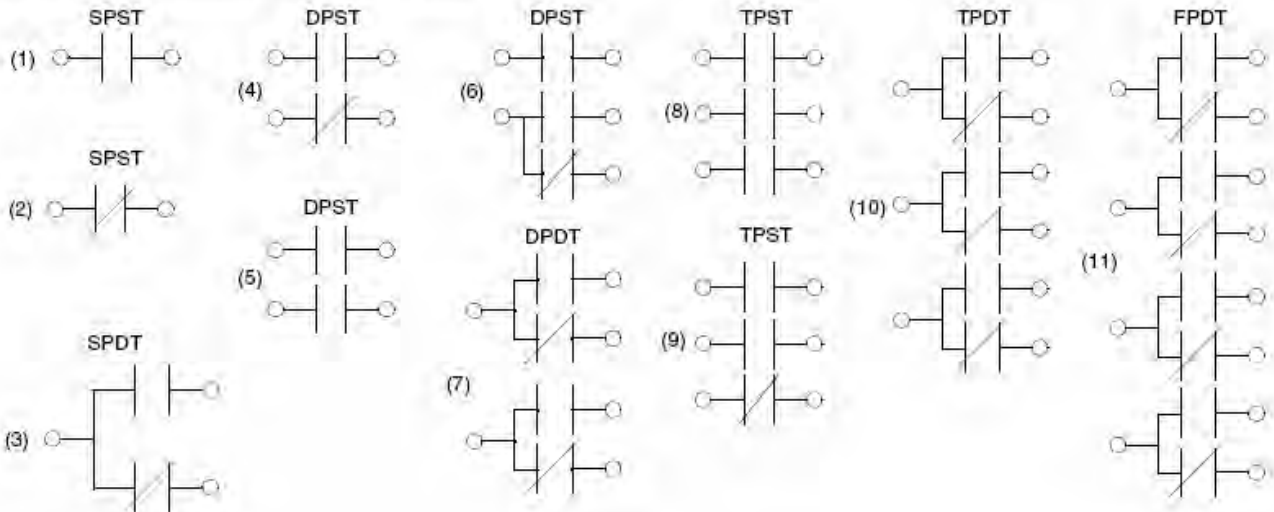 SPST
(1)
DPST
(4)
DPST
(6)
TPST
(8)
TPDT
(10)
FPDT
(11)
SPST
(2)
DPST
(5)
DPDT
(7)
TPST
(9)
SPDT
(3)